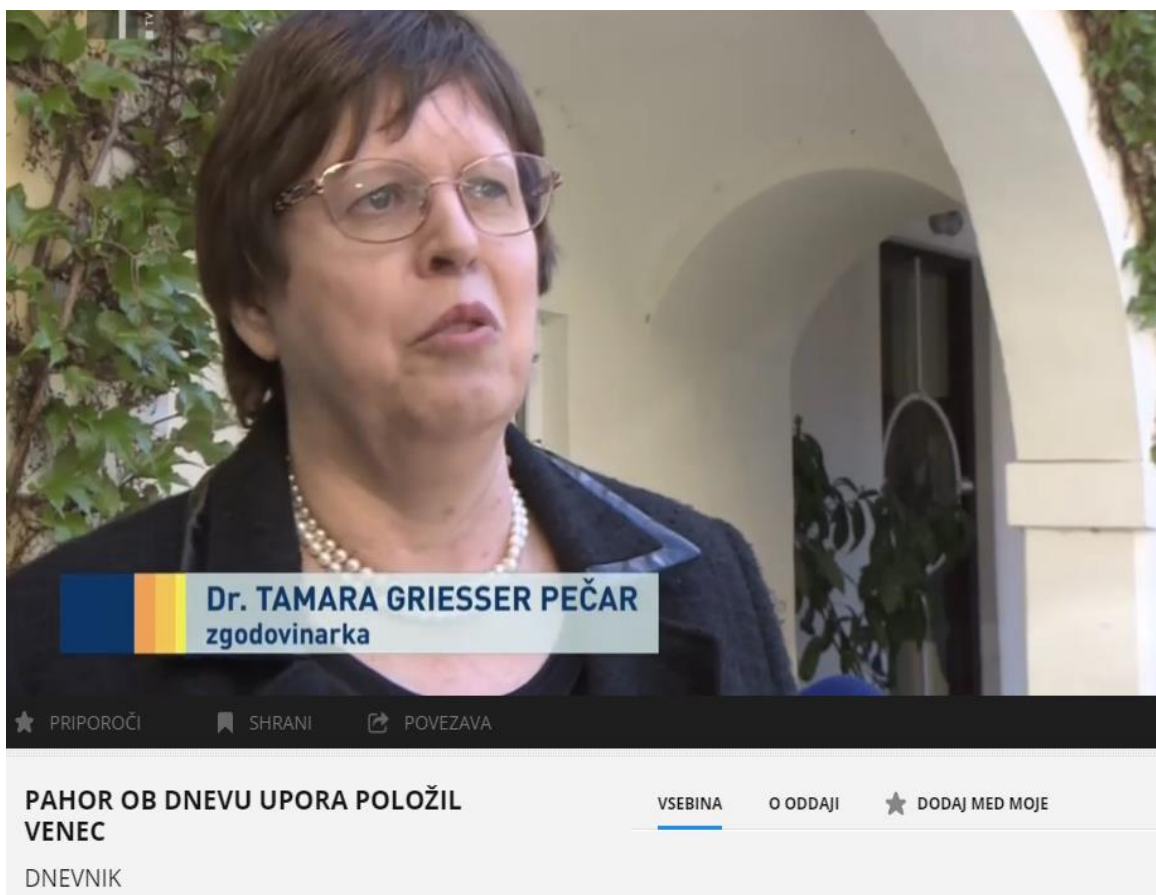 TV
Dr. TAMARA GRIESSER PEČAR
zgodovinarka
PRIPOROČI
SHRANI
POVEZAVA
PAHOR OB DNEVU UPORA POLOŽIL
VENEC
DNEVNIK
VSEBINA
O ODDAJI
DODAJ MED MOJE